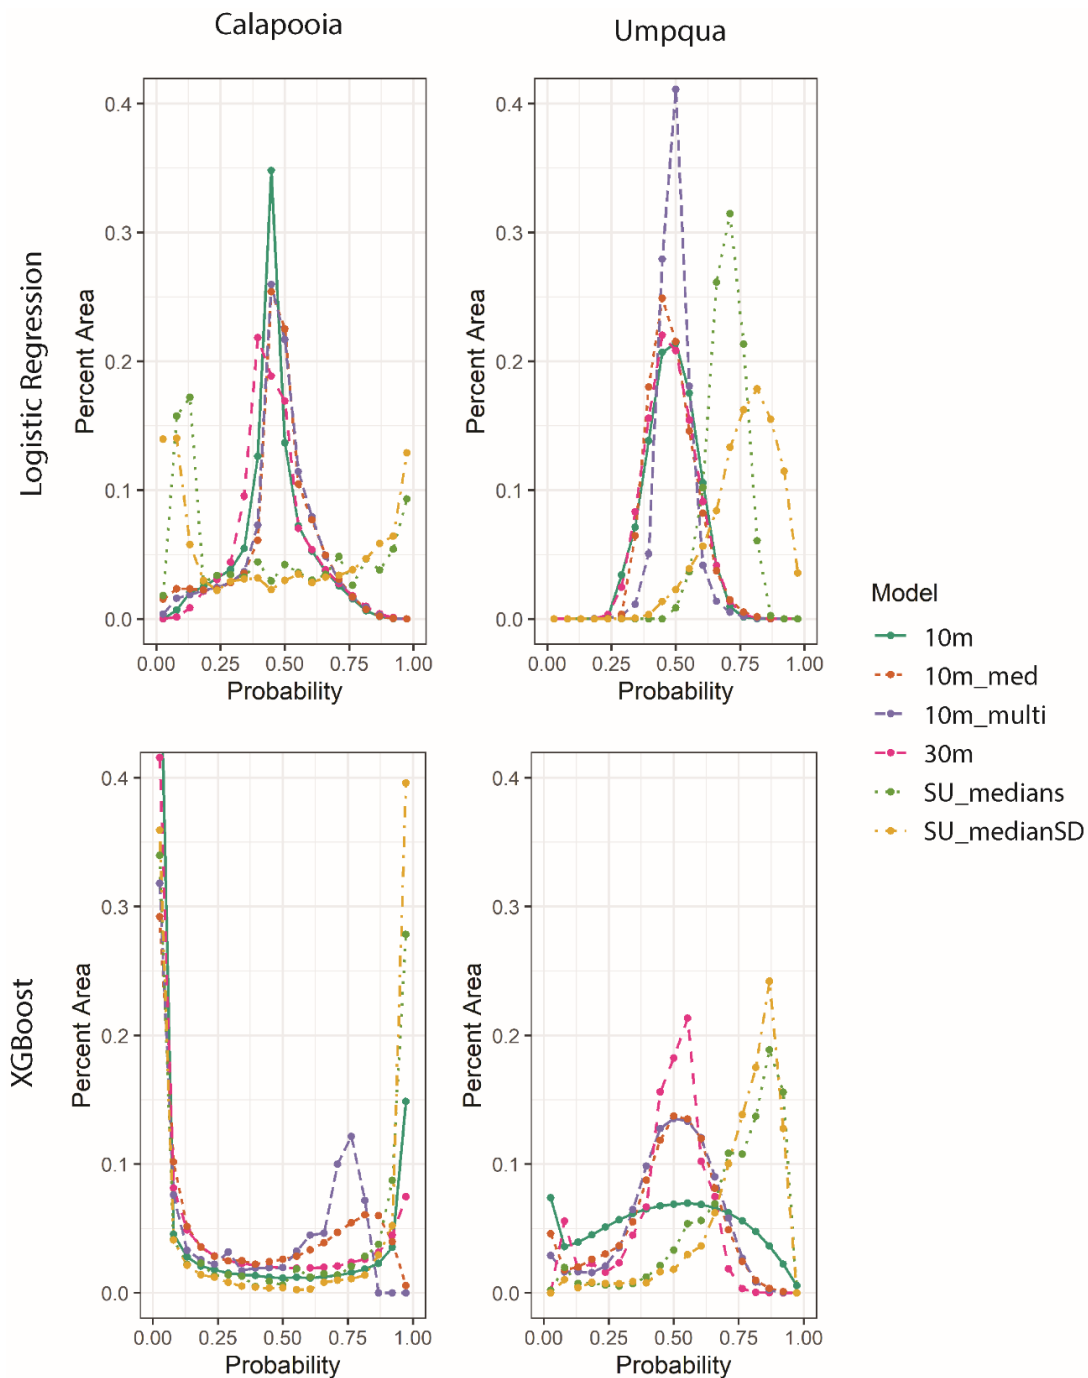 Calapooia
Umpqua
Logistic Regression
Percent Area
0.4
0.3
0.2
0.1
0.0
0.00 0.25 0.50 0.75 1.00
Probability
Percent Area
0.4
0.3
0.2
0.1
0.0
0.00 0.25 0.50 0.75 1.00
Probability
Model
10m
10m_med
10m_multi
30m
SU_medians
SU_medianSD
XGBoost
Percent Area
0.4
0.3
0.2
0.1
0.0
0.00 0.25 0.50 0.75 1.00
Probability
Percent Area
0.4
0.3
0.2
0.1
0.0
0.00 0.25 0.50 0.75 1.00
Probability